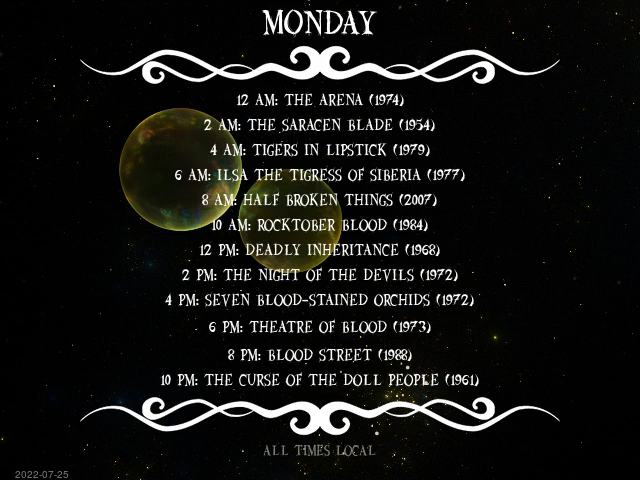 MONDAY
12 AM: THE ARENA (1974)
2 AM: THE SARACEN BLADE (1954)
4 AM: TIGERS IN LIPSTICK (1979)
6 AM: ILSA THE TIGRESS OF SIBERIA (1977)
8 AM: HALF BROKEN THINGS (2007)
10 AM: ROCKTOBER BLOOD (1984)
12 PM: DEADLY INHERITANCE (1968)
2 PM: THE NIGHT OF THE DEVILS (1972)
4 PM: SEVEN BLOOD-STAINED ORCHIDS (1972)
6 PM: THEATRE OF BLOOD (1973)
8 PM: BLOOD STREET (1988)
10 PM: THE CURSE OF THE DOLL PEOPLE (1961)
ALL TIMES LOCAL
2022-07-25